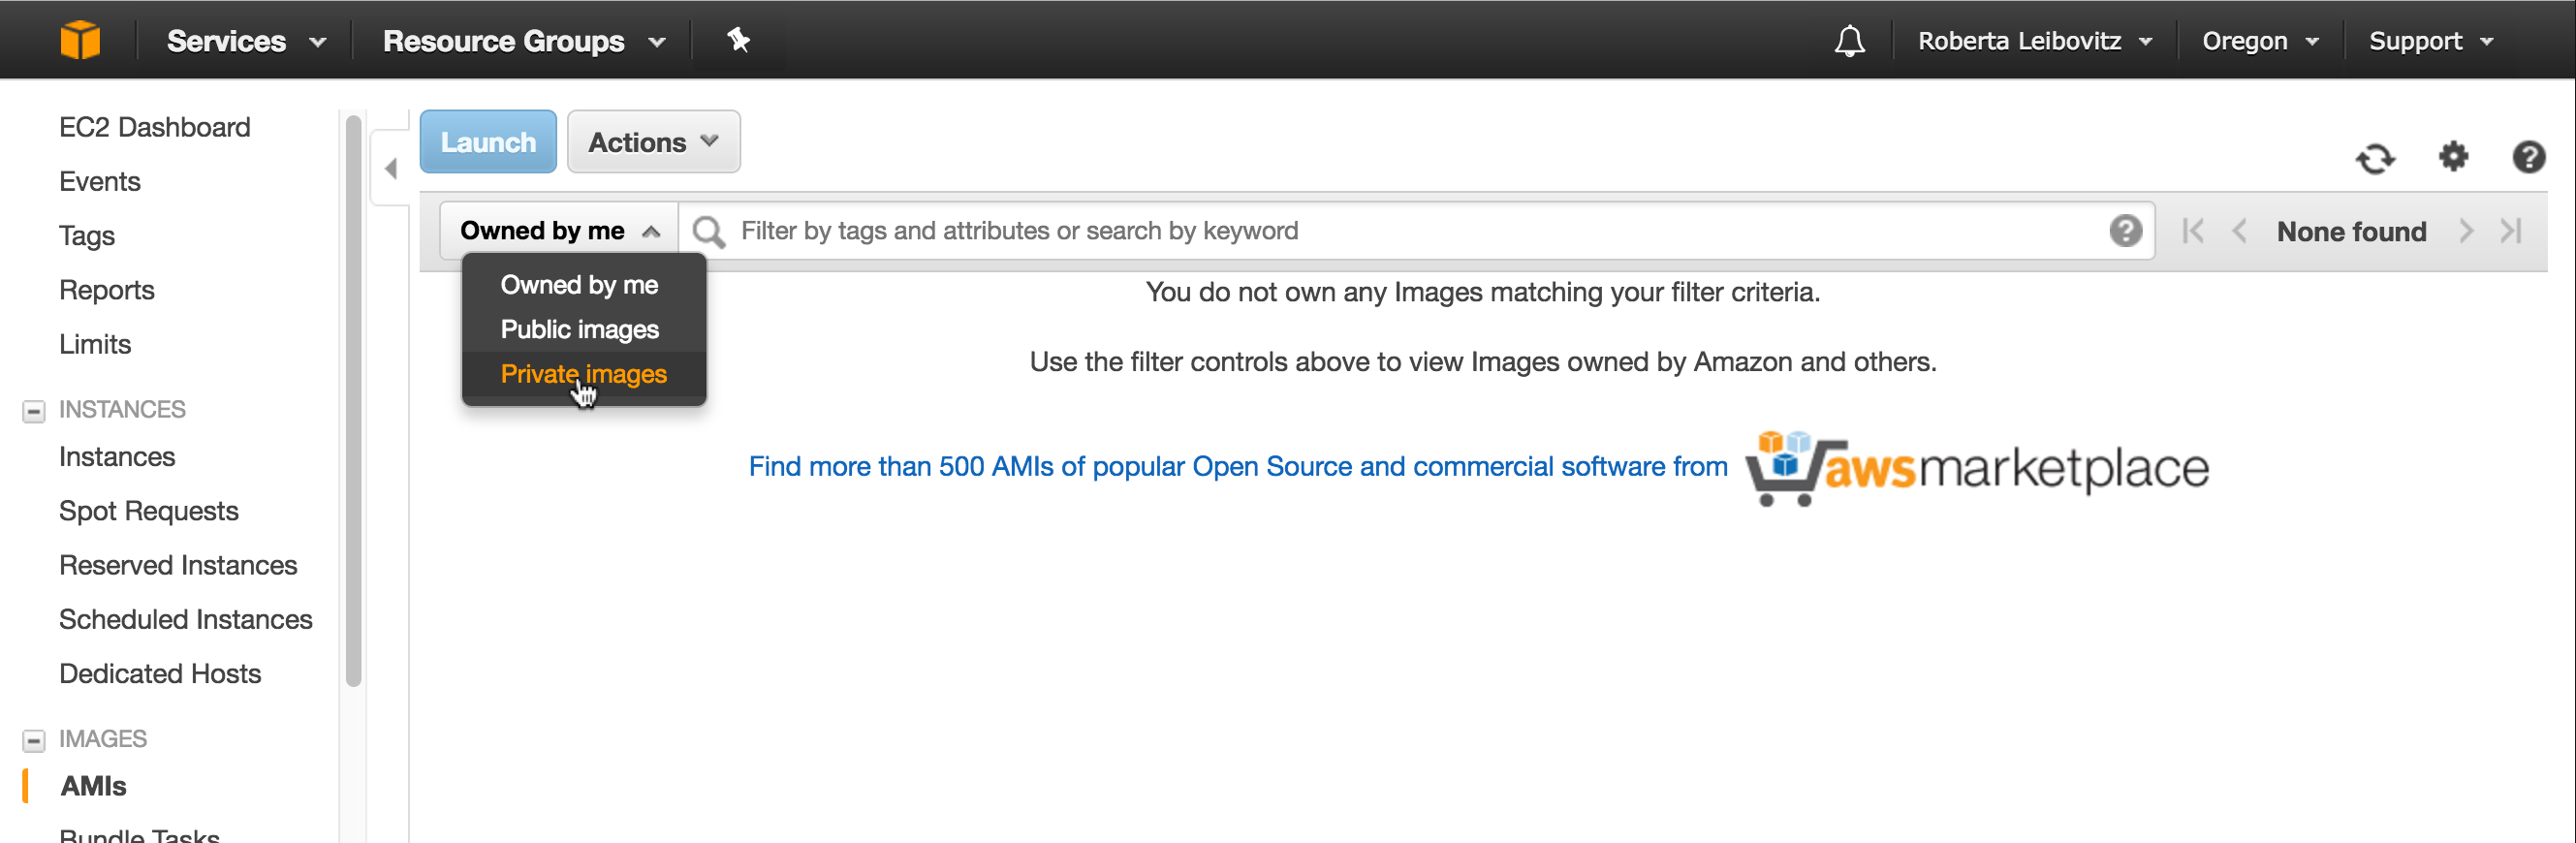 Services
Resource Groups
Roberta Leibovitz
Oregon
Support
EC2 Dashboard
Events
Tags
Reports
Limits
INSTANCES
Instances
Spot Requests
Reserved Instances
Scheduled Instances
Dedicated Hosts
IMAGES
AMIs
Bundle Tasks
Launch
Actions
Owned by me
Filter by tags and attributes or search by keyword
None found
Owned by me
Public images
Private images
You do not own any Images matching your filter criteria.
Use the filter controls above to view Images owned by Amazon and others.
Find more than 500 AMIs of popular Open Source and commercial software from
awsmarketplace